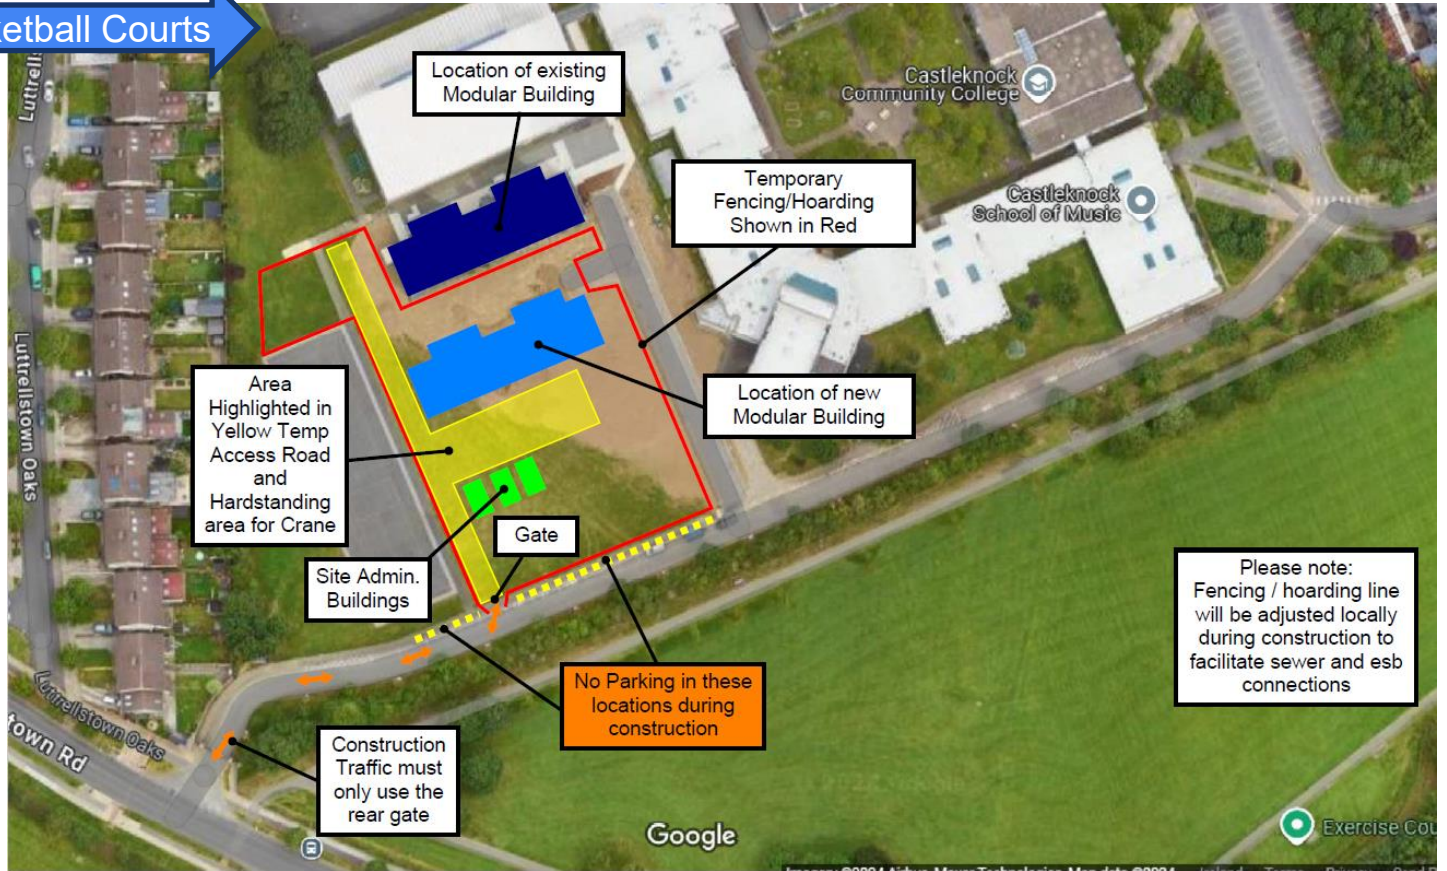 etball Courts
Location of existing
Modular Building
Castleknock
Community College
Temporary
Fencing/Hoarding
Shown in Red
Castleknock
School of Music
Luttrells
Luttrellstown Oaks
Area
Highlighted in
Yellow Temp
Access Road
and
Hardstanding
area for Crane
Location of new
Modular Building
Gate
Site Admin.
Buildings
Please note:
Fencing / hoarding line
will be adjusted locally
during construction to
facilitate sewer and esb
connections
No Parking in these
locations during
construction
Luttrellstown Oaks
town Rd
Construction
Traffic must
only use the
rear gate
Google
Exercise Cou